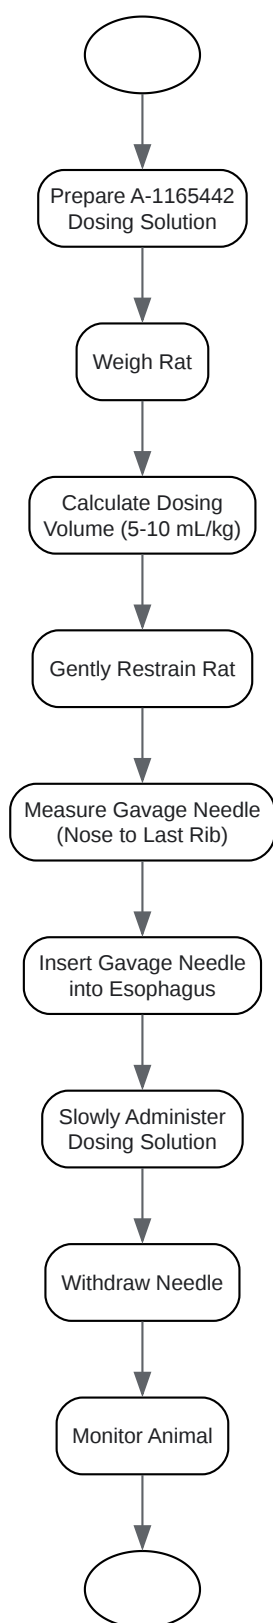 Prepare A-1165442
Dosing Solution
Weigh Rat
Calculate Dosing
Volume (5-10 mL/kg)
Gently Restrain Rat
Measure Gavage Needle
(Nose to Last Rib)
Insert Gavage Needle
into Esophagus
Slowly Administer
Dosing Solution
Withdraw Needle
Monitor Animal